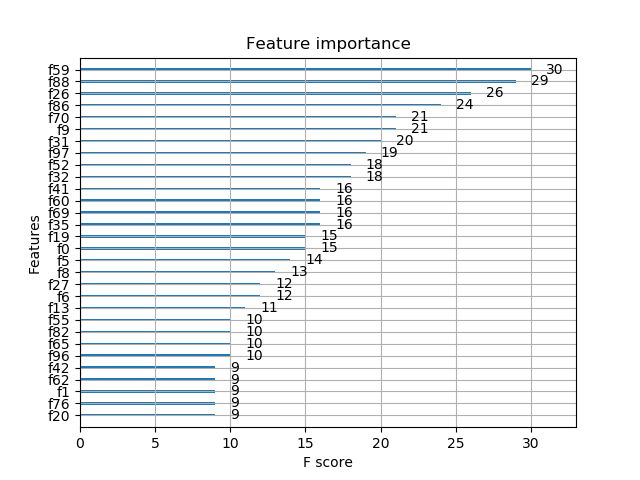 Feature importance
f59 30
f88 29
f26 26
f86 24
f70 21
f9 21
f31 20
f97 19
f52 18
f32 18
f41 16
f60 16
f69 16
f35 16
f19 15
f0 15
f5 14
f8 13
f27 12
f6 12
f13 11
f55 10
f82 10
f65 10
f96 10
f42 9
f62 9
f1 9
f76 9
f20 9
Features
0 5 10 15 20 25 30
F score